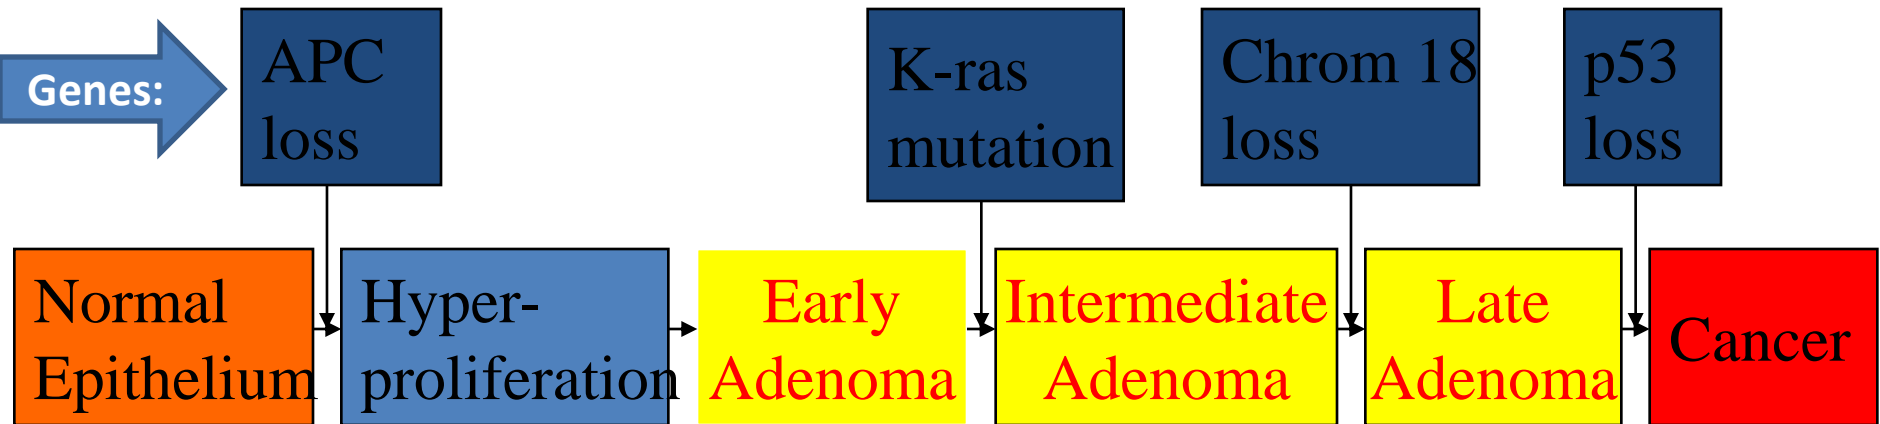 Genes:
APC
loss
K-ras
mutation
Chrom 18
loss
p53
loss
Normal
Epithelium
Hyper-
proliferation
Early
Adenoma
Intermediate
Adenoma
Late
Adenoma
Cancer